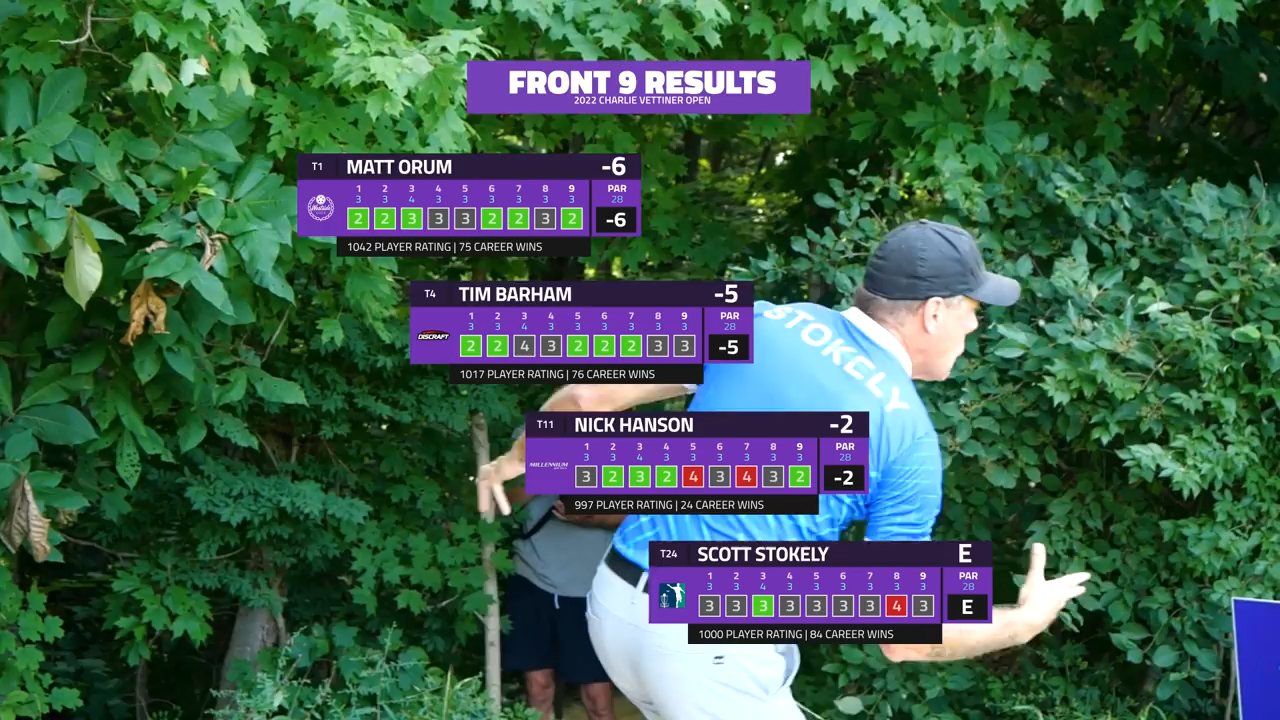 FRONT 9 RESULTS
2022 CHARLIE VETTINER OPEN
T1 MATT ORUM -6
1 2 3 4 5 6 7 8 9 PAR
3 3 4 3 3 3 3 3 3 28
2 2 3 3 3 2 2 3 2 -6
1042 PLAYER RATING | 75 CAREER WINS
T4 TIM BARHAM -5
1 2 3 4 5 6 7 8 9 PAR
3 3 4 3 3 3 3 3 3 28
DISCRAFT 2 2 4 3 2 2 2 3 3 -5
1017 PLAYER RATING | 76 CAREER WINS
STOKELY
T11 NICK HANSON -2
1 2 3 4 5 6 7 8 9 PAR
3 3 4 3 3 3 3 3 3 28
MILLENNIUM 3 2 3 2 4 3 4 3 2 -2
997 PLAYER RATING | 24 CAREER WINS
T24 SCOTT STOKELY E
1 2 3 4 5 6 7 8 9 PAR
3 3 4 3 3 3 3 3 3 28
3 3 3 3 3 3 3 4 3 E
1000 PLAYER RATING | 84 CAREER WINS